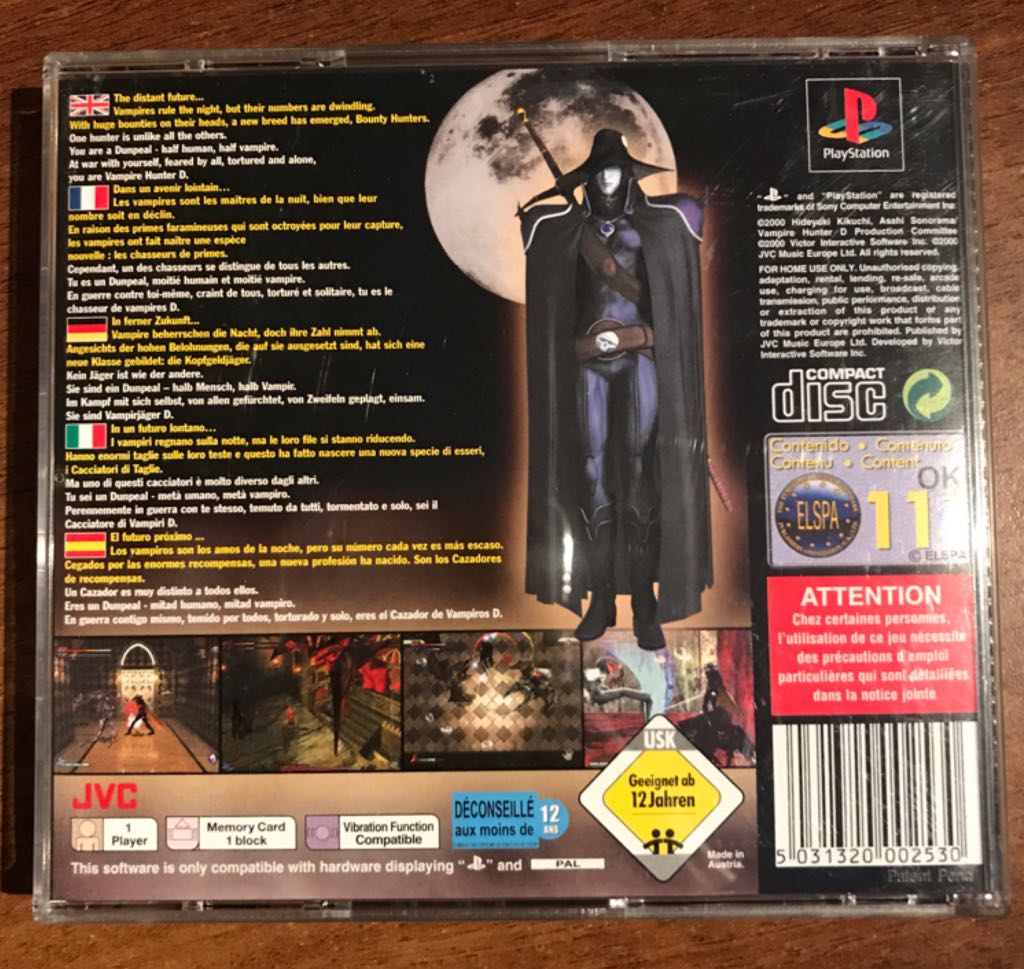 The distant future...
Vampires rule the night, but their numbers are dwindling.
With huge bounties on their heads, a new breed has emerged, Bounty Hunters.
One hunter is unlike all the others.
You are a Dunpeal - half human, half vampire.
At war with yourself, feared by all, tortured and alone,
you are Vampire Hunter D.
Dans un avenir lointain...
Les vampires sont les maîtres de la nuit, bien que leur
nombre soit en déclin.
En raison des primes faramineuses qui sont octroyées pour leur capture,
les vampires ont fait naître une espèce
nouvelle : les chasseurs de primes.
Cependant, un des chasseurs se distingue de tous les autres.
Tu es un Dunpeal, moitié humain et moitié vampire.
En guerre contre toi-même, craint de tous, torturé et solitaire, tu es le
chasseur de vampires D.
In ferner Zukunft...
Vampire beherrschen die Nacht, doch ihre Zahl nimmt ab.
Angesichts der hohen Belohnungen, die auf sie ausgesetzt sind, hat sich eine
neue Klasse gebildet: die Kopfgeldjäger.
Kein Jäger ist wie der andere.
Sie sind ein Dunpeal – halb Mensch, halb Vampir.
Im Kampf mit sich selbst, von allen gefürchtet, von Zweifeln geplagt, einsam.
Sie sind Vampirjäger D.
In un futuro lontano...
I vampiri regnano sulla notte, ma le loro file si stanno riducendo.
Hanno enormi taglie sulle loro teste e questo ha fatto nascere una nuova specie di esseri,
i Cacciatori di Taglie.
Ma uno di questi cacciatori è molto diverso dagli altri.
Tu sei un Dunpeal - metà umano, metà vampiro.
Perennemente in guerra con te stesso, temuto da tutti, tormentato e solo, sei il
Cacciatore di Vampiri D.
El futuro próximo ...
Los vampiros son los amos de la noche, pero su número cada vez es más escaso.
Cegados por las enormes recompensas, una nueva profesión ha nacido. Son los Cazadores
de recompensas.
Un Cazador es muy distinto a todos ellos.
Eres un Dunpeal - mitad humano, mitad vampiro.
En guerra contigo mismo, temido por todos, torturado y solo, eres el Cazador de Vampiros D.
PlayStation
" " and "PlayStation" are registered
trademarks of Sony Computer Entertainment Inc.
©2000 Hideyuki Kikuchi, Asahi Sonorama/
Vampire Hunter D Production Committee
©2000 Victor Interactive Software Inc. ©2000
JVC Music Europe Ltd. All rights reserved.
FOR HOME USE ONLY. Unauthorised copying,
adaptation, rental, lending, re-sale, arcade
use, charging for use, broadcast, cable
transmission, public performance, distribution
or extraction of this product or any
trademark or copyright work that forms part
of this product are prohibited. Published by
JVC Music Europe Ltd. Developed by Victor
Interactive Software Inc.
COMPACT
disc
Contenido • Contenuto
Contenu • Content
OK
ELSPA
11+
© ELSPA
ATTENTION
Chez certaines personnes,
l'utilisation de ce jeu nécessite
des précautions d'emploi
particulières qui sont détaillées
dans la notice jointe
JVC
1
Player
Memory Card
1 block
Vibration Function
Compatible
DÉCONSEILLÉ
aux moins de
12
ANS
USK
Geeignet ab
12 Jahren
Made in
Austria.
This software is only compatible with hardware displaying " " and PAL
5 031320 002530
Patent Pend